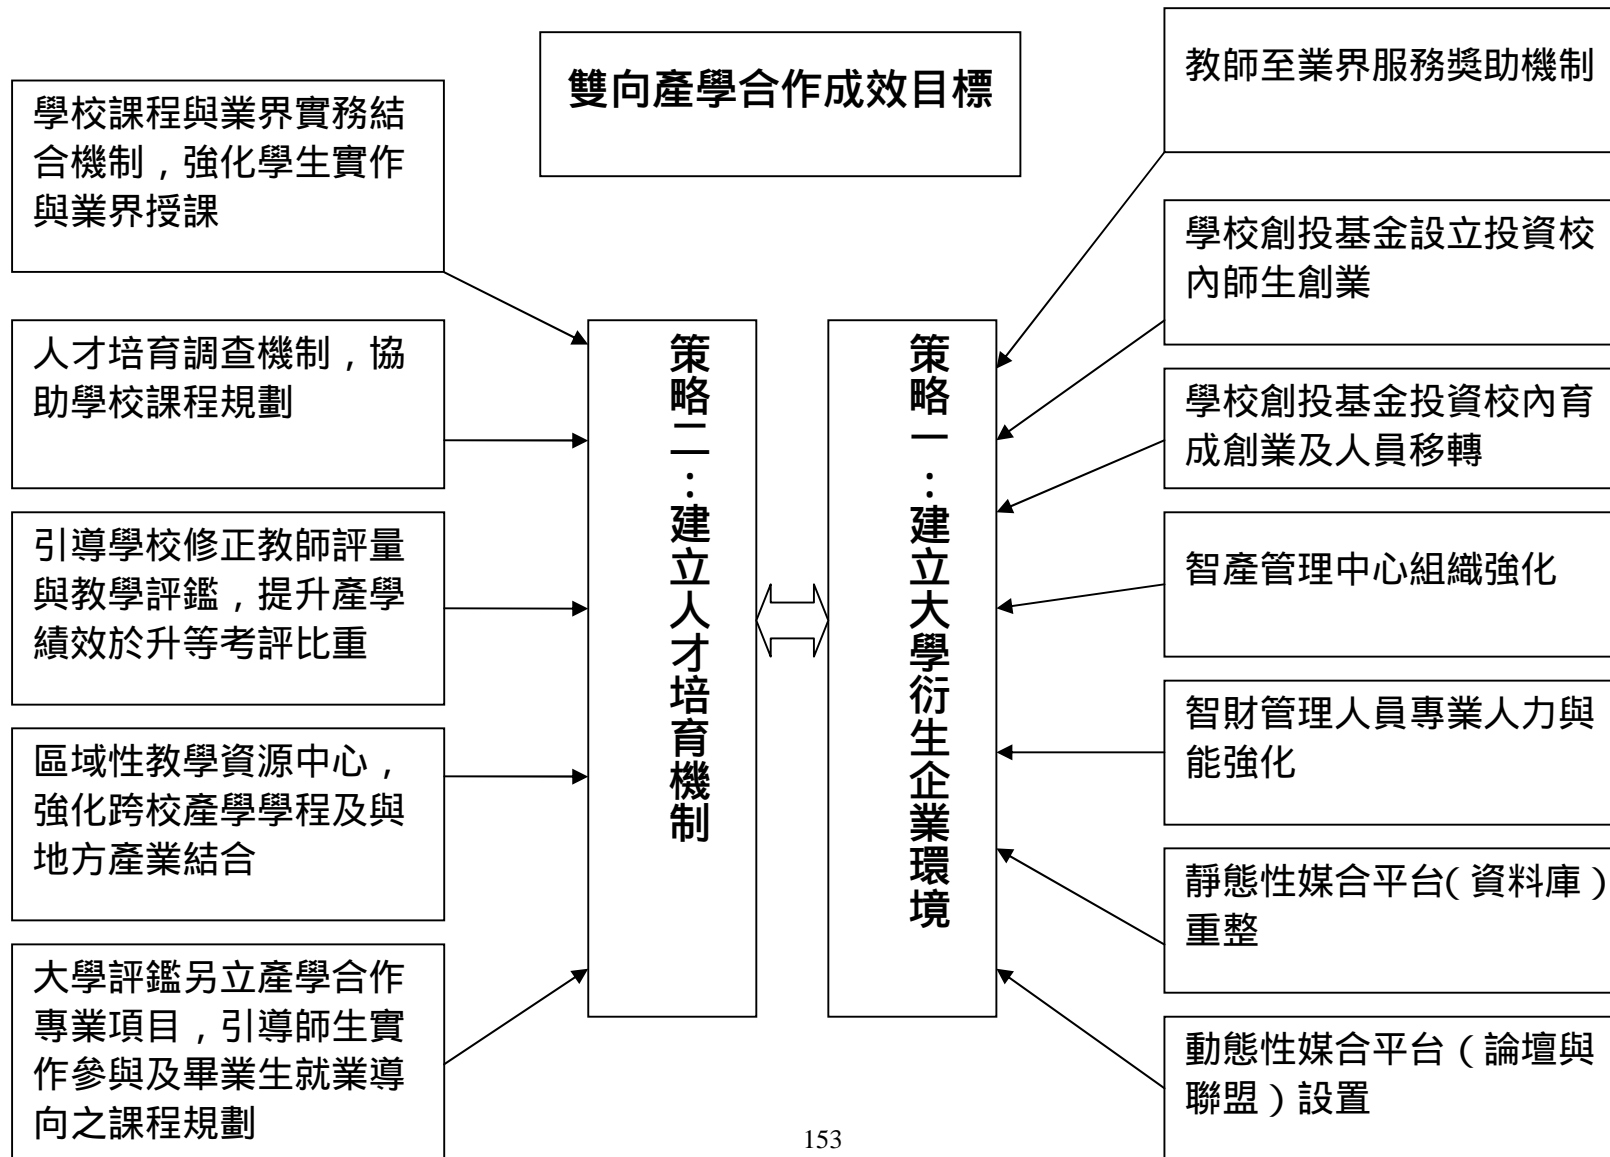 雙向產學合作成效目標
學校課程與業界實務結
合機制，強化學生實作
與業界授課
人才培育調查機制，協
助學校課程規劃
引導學校修正教師評量
與教學評鑑，提升產學
績效於升等考評比重
區域性教學資源中心，
強化跨校產學學程及與
地方產業結合
大學評鑑另立產學合作
專業項目，引導師生實
作參與及畢業生就業導
向之課程規劃
策略二：建立人才培育機制
策略一：建立大學衍生企業環境
教師至業界服務獎助機制
學校創投基金設立投資校
內師生創業
學校創投基金投資校內育
成創業及人員移轉
智產管理中心組織強化
智財管理人員專業人力與
能強化
靜態性媒合平台（資料庫）
重整
動態性媒合平台（論壇與
聯盟）設置
153